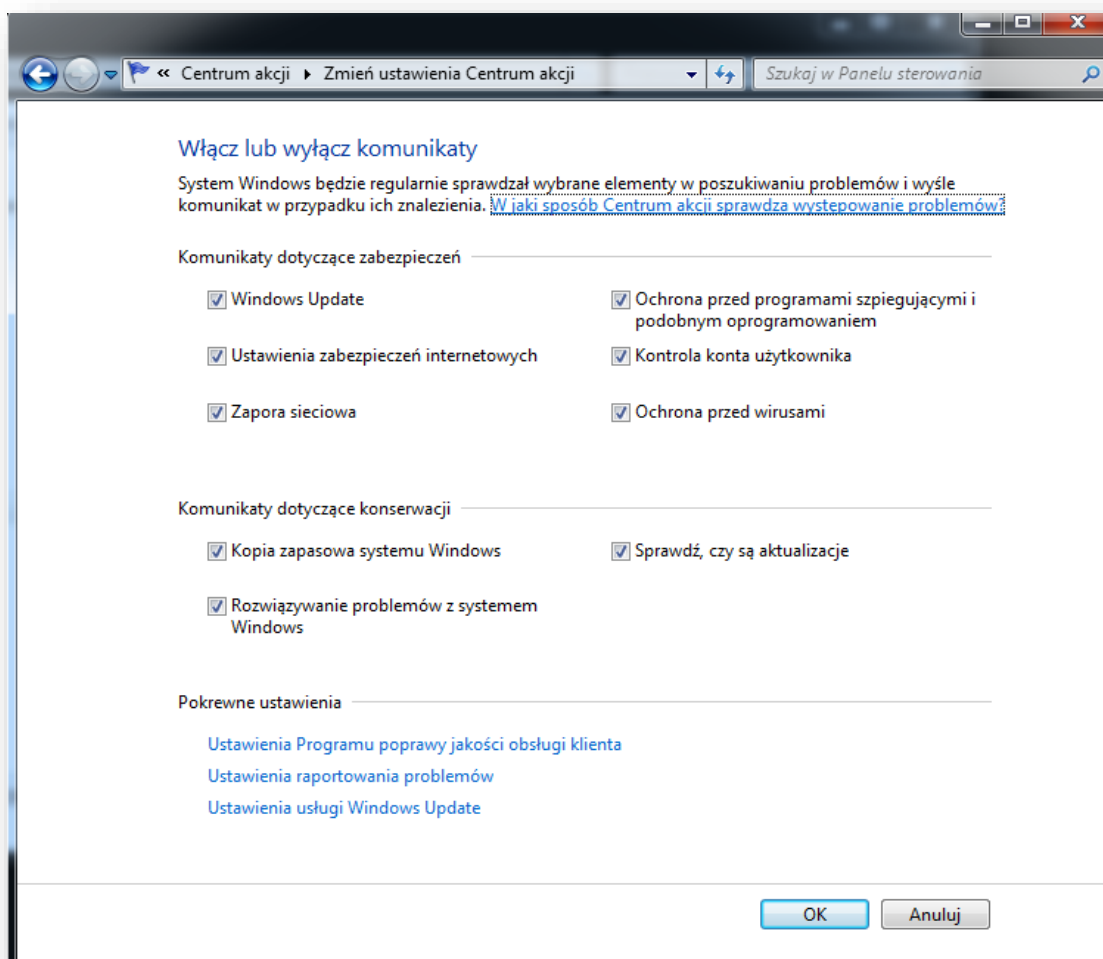 « Centrum akcji Zmień ustawienia Centrum akcji
Szukaj w Panelu sterowania
Włącz lub wyłącz komunikaty
System Windows będzie regularnie sprawdzał wybrane elementy w poszukiwaniu problemów i wyśle
komunikat w przypadku ich znalezienia. W jaki sposób Centrum akcji sprawdza występowanie problemów?
Komunikaty dotyczące zabezpieczeń
Windows Update
Ochrona przed programami szpiegującymi i
podobnym oprogramowaniem
Ustawienia zabezpieczeń internetowych
Kontrola konta użytkownika
Zapora sieciowa
Ochrona przed wirusami
Komunikaty dotyczące konserwacji
Kopia zapasowa systemu Windows
Sprawdź, czy są aktualizacje
Rozwiązywanie problemów z systemem
Windows
Pokrewne ustawienia
Ustawienia Programu poprawy jakości obsługi klienta
Ustawienia raportowania problemów
Ustawienia usługi Windows Update
OK
Anuluj